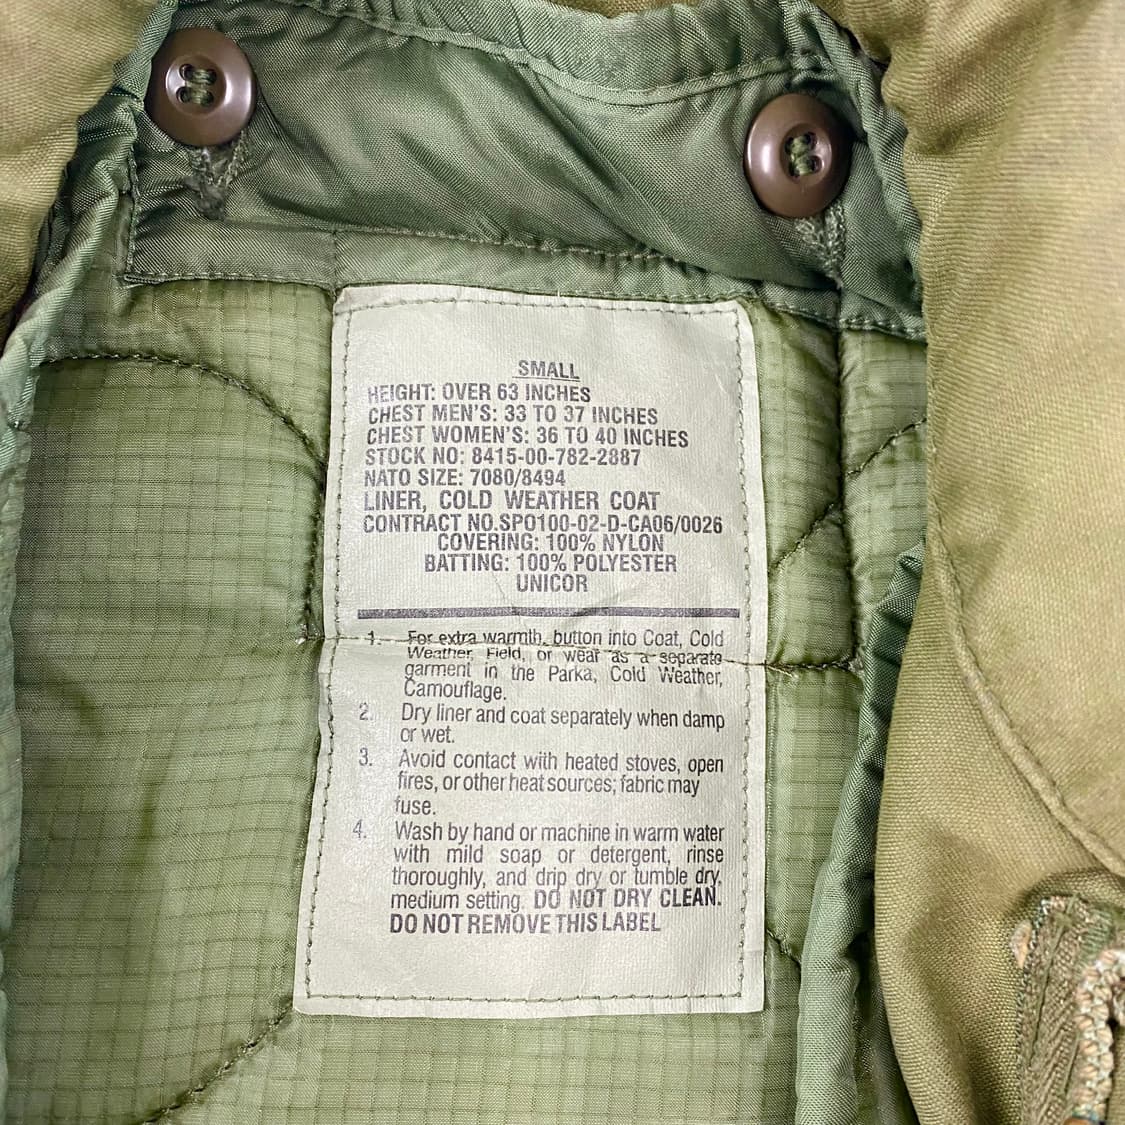 SMALL
HEIGHT: OVER 63 INCHES
CHEST MEN'S: 33 TO 37 INCHES
CHEST WOMEN'S: 36 TO 40 INCHES
STOCK NO: 8415-00-782-2887
NATO SIZE: 7080/8494
LINER, COLD WEATHER COAT
CONTRACT NO.SPO100-02-D-CA06/0026
COVERING: 100% NYLON
BATTING: 100% POLYESTER
UNICOR
1. For extra warmth, button into Coat, Cold
Weather, Field, or wear as a separate
garment in the Parka, Cold Weather,
Camouflage.
2. Dry liner and coat separately when damp
or wet.
3. Avoid contact with heated stoves, open
fires, or other heat sources; fabric may
fuse.
4. Wash by hand or machine in warm water
with mild soap or detergent, rinse
thoroughly, and drip dry or tumble dry,
medium setting. DO NOT DRY CLEAN.
DO NOT REMOVE THIS LABEL